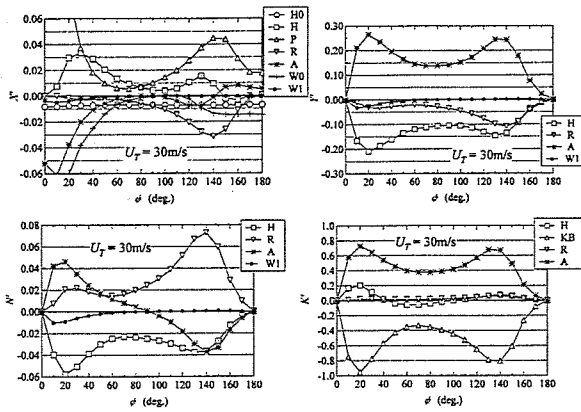 0.06
0.04
0.02
0
-0.02
-0.04
-0.06
X'
U_T = 30m/s
H0
H
P
R
A
W0
W1
0 20 40 60 80 100 120 140 160 180
φ (deg.)
0.30
0.20
0.10
0
-0.10
-0.20
-0.30
Y'
U_T = 30m/s
H
R
A
W1
0 20 40 60 80 100 120 140 160 180
φ (deg.)
0.08
0.06
0.04
0.02
0
-0.02
-0.04
-0.06
N'
U_T = 30m/s
H
R
A
W1
0 20 40 60 80 100 120 140 160 180
φ (deg.)
1.0
0.8
0.6
0.4
0.2
0
-0.2
-0.4
-0.6
-0.8
-1.0
K'
U_T = 30m/s
H
KB
R
A
0 20 40 60 80 100 120 140 160 180
φ (deg.)